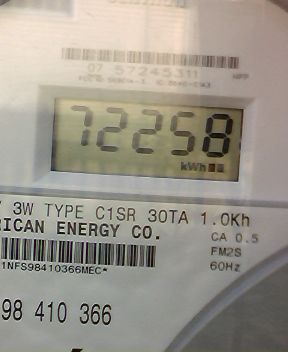 07 57245311
72258
kWh
3W TYPE C1SR 30TA 1.0Kh
RICAN ENERGY CO.
CA 0.5
FM2S
1NFS98410366MEC*
60Hz
98 410 366